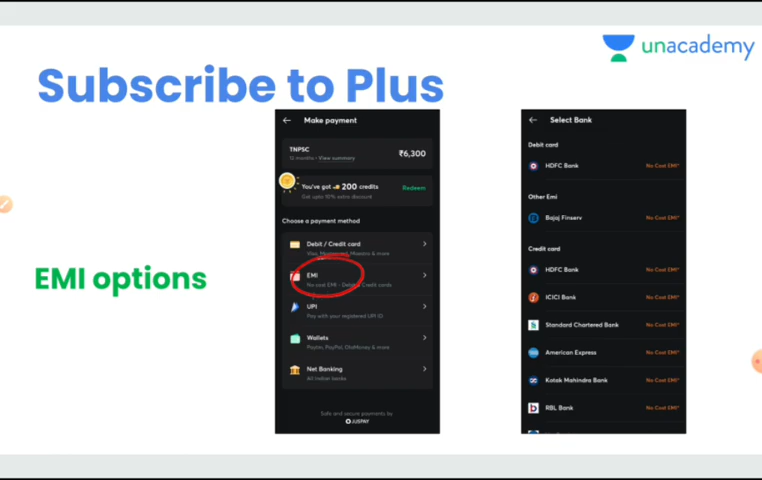 unacademy
Subscribe to Plus
EMI options
Make payment
TNPSC
12 months • View summary
₹6,300
You've got 200 credits
Redeem
Get upto 10% extra discount
Choose a payment method
Debit / Credit card
Visa, Mastercard, Maestro & more
EMI
No cost EMI - Debit & Credit cards
UPI
Pay with your registered UPI ID
Wallets
Paytm, PayPal, OlaMoney & more
Net Banking
All Indian banks
Safe and secure payments by
JUSPAY
Select Bank
Debit card
HDFC Bank No Cost EMI*
Other Emi
Bajaj Finserv No Cost EMI*
Credit card
HDFC Bank No Cost EMI*
ICICI Bank No Cost EMI*
Standard Chartered Bank No Cost EMI*
American Express No Cost EMI*
Kotak Mahindra Bank No Cost EMI*
RBL Bank No Cost EMI*